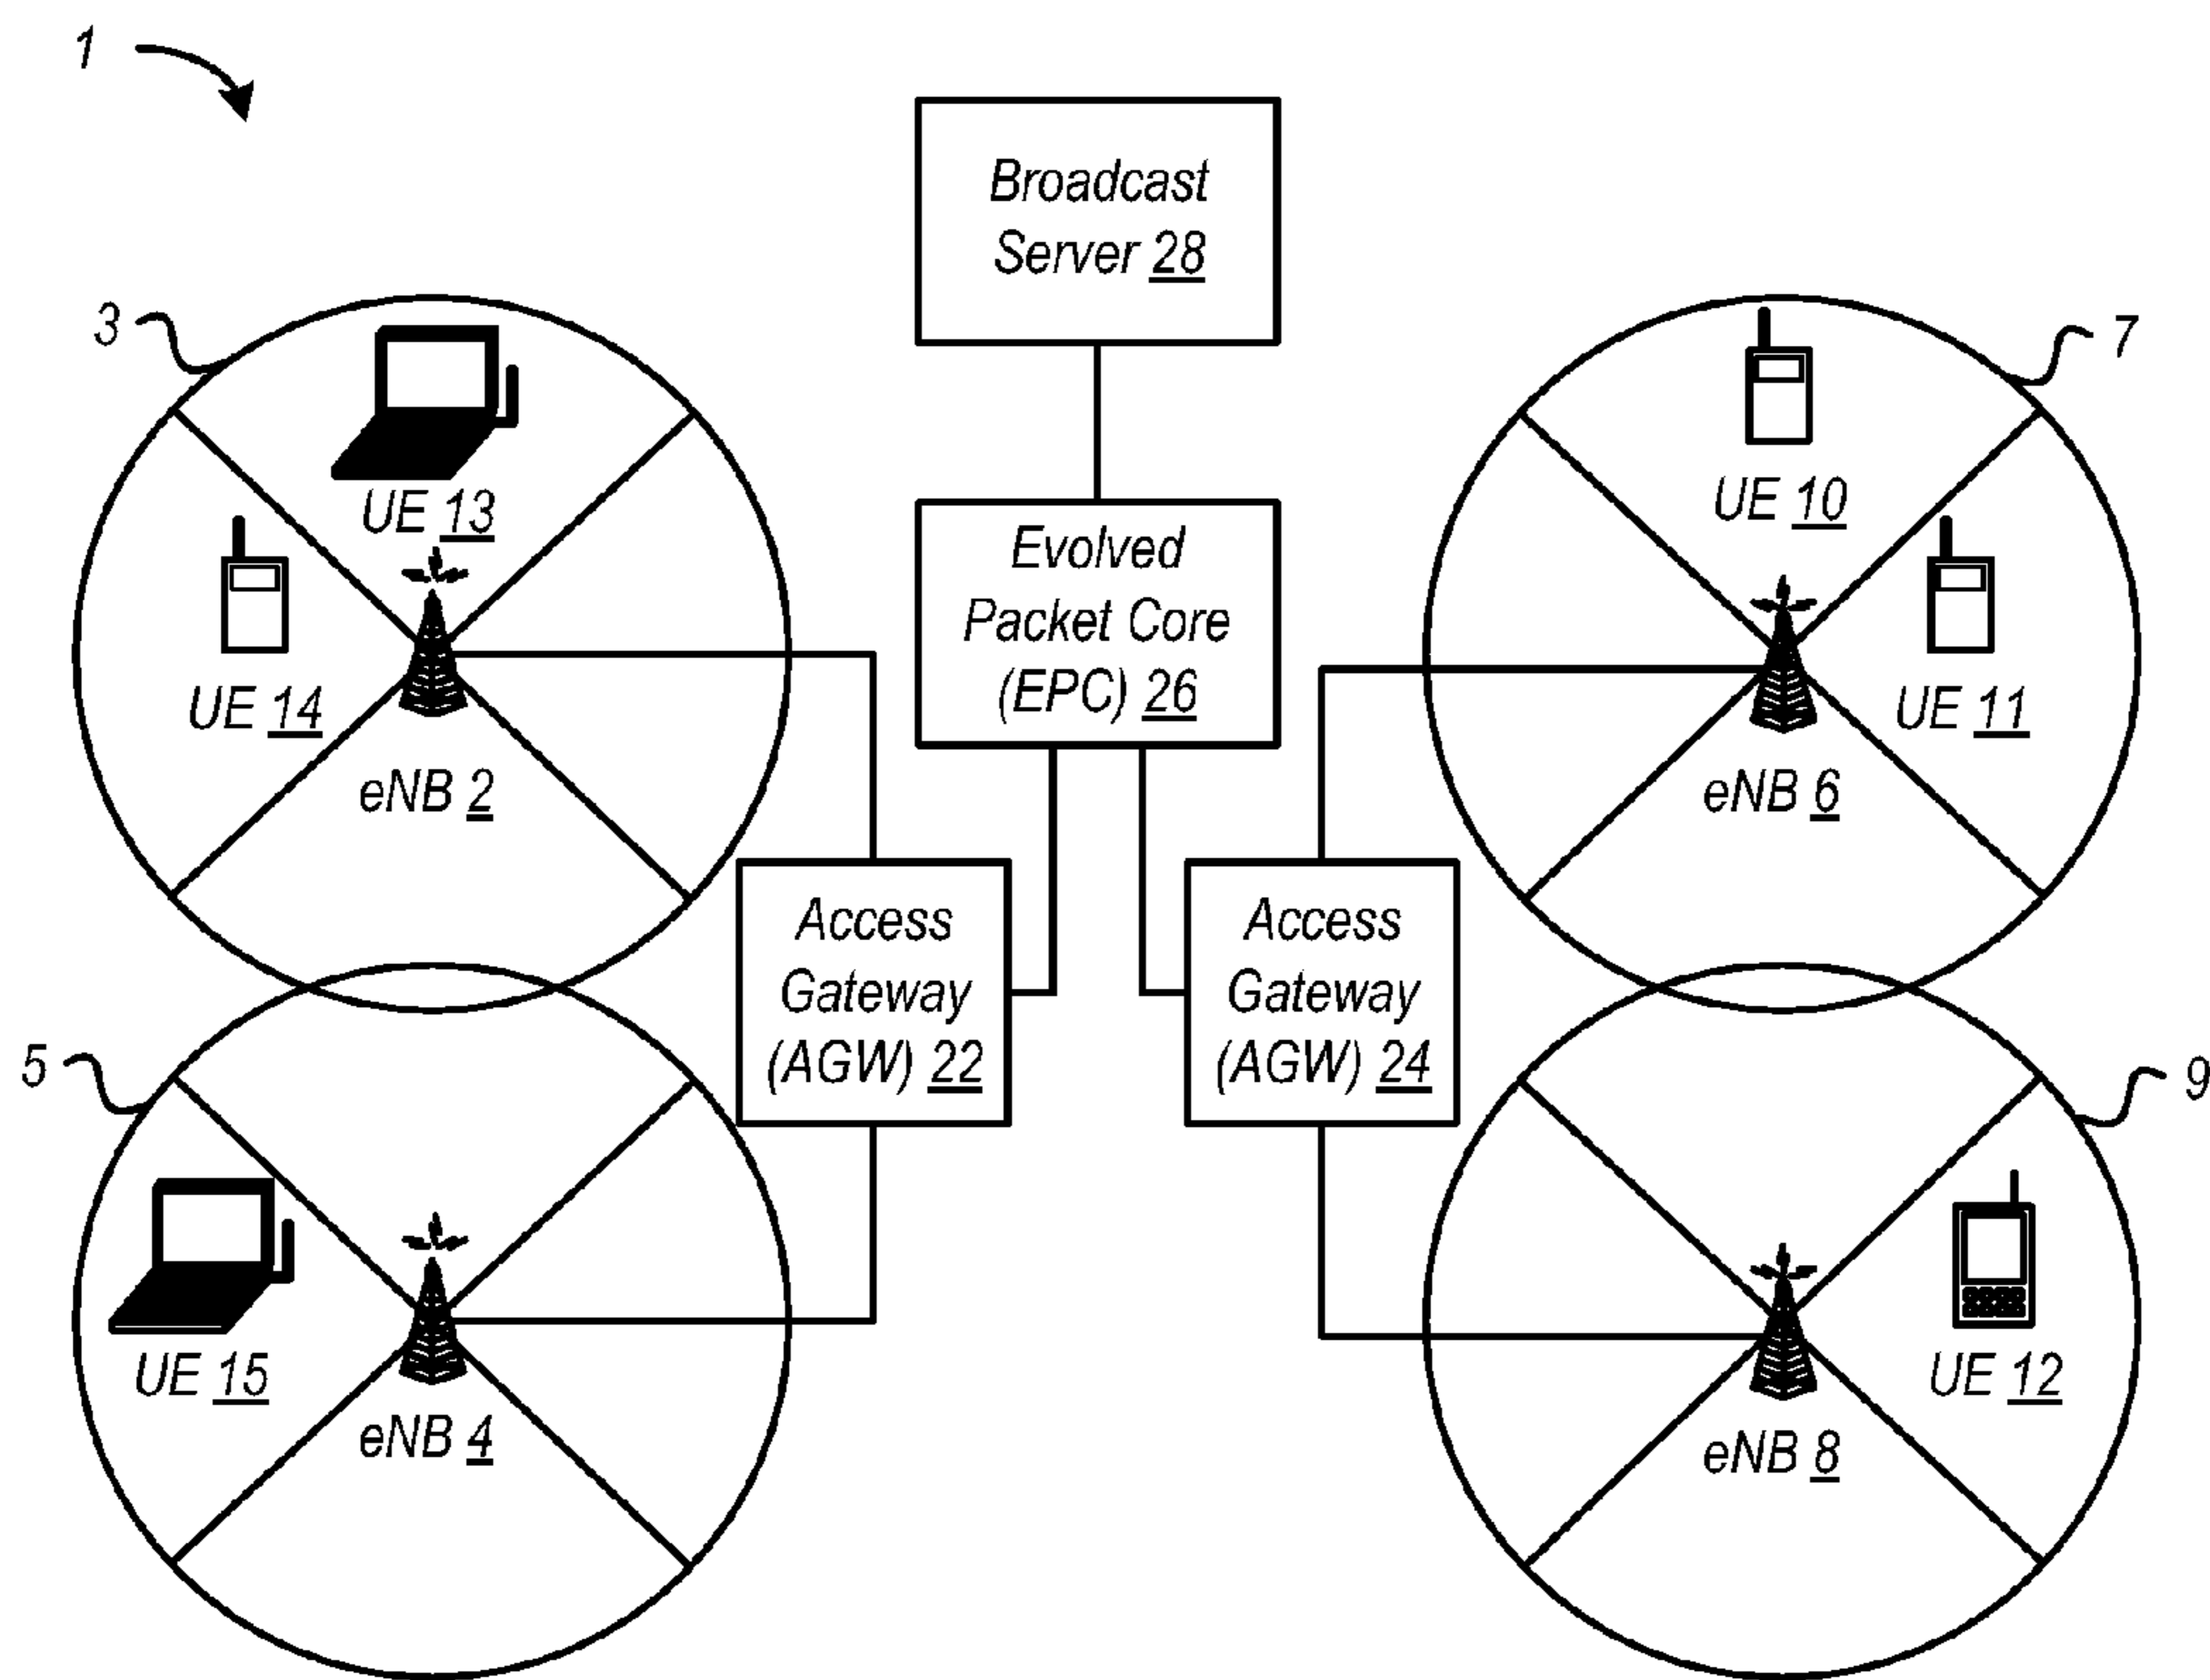 1
Broadcast
Server 28
3
7
UE 13
UE 10
Evolved
Packet Core
(EPC) 26
UE 14
UE 11
eNB 2
eNB 6
Access
Gateway
(AGW) 22
Access
Gateway
(AGW) 24
5
9
UE 15
UE 12
eNB 4
eNB 8